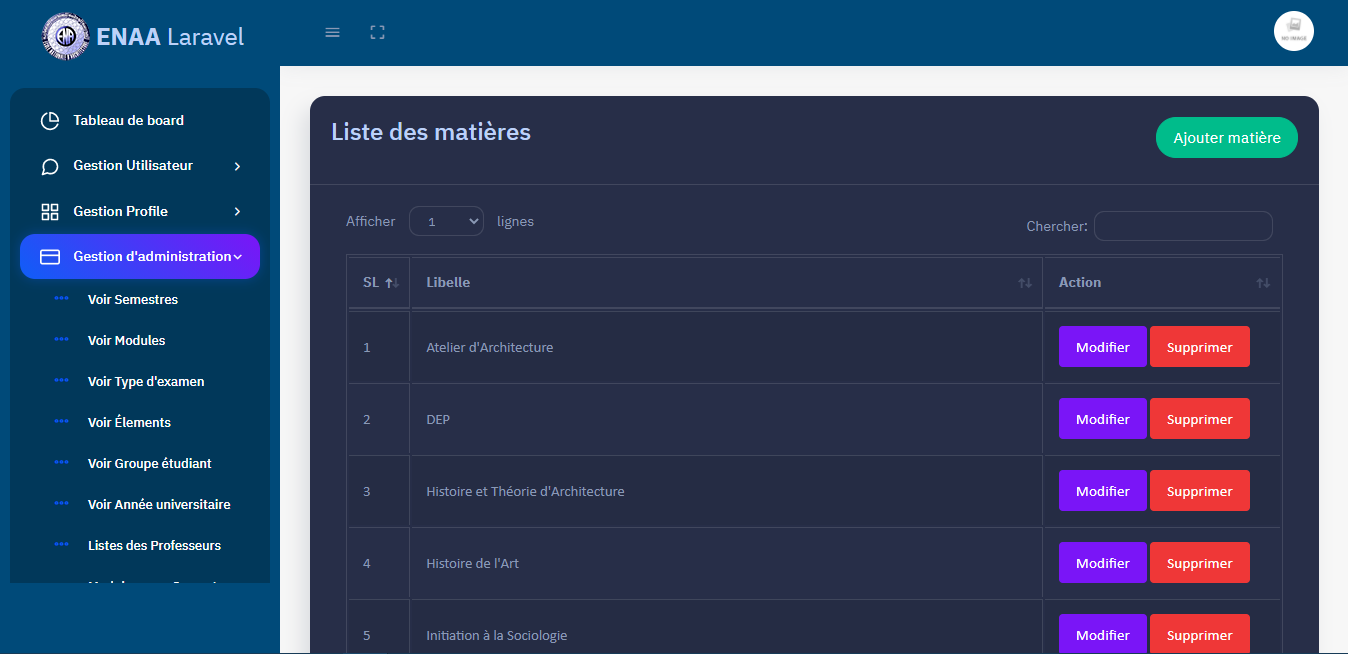 ENAA Laravel
NO IMAGE
Tableau de board
Gestion Utilisateur
Gestion Profile
Gestion d'administration
Voir Semestres
Voir Modules
Voir Type d'examen
Voir Élements
Voir Groupe étudiant
Voir Année universitaire
Listes des Professeurs
Liste des matières
Ajouter matière
Afficher 1 lignes
Chercher:
SL Libelle Action
1 Atelier d'Architecture Modifier Supprimer
2 DEP Modifier Supprimer
3 Histoire et Théorie d'Architecture Modifier Supprimer
4 Histoire de l'Art Modifier Supprimer
5 Initiation à la Sociologie Modifier Supprimer